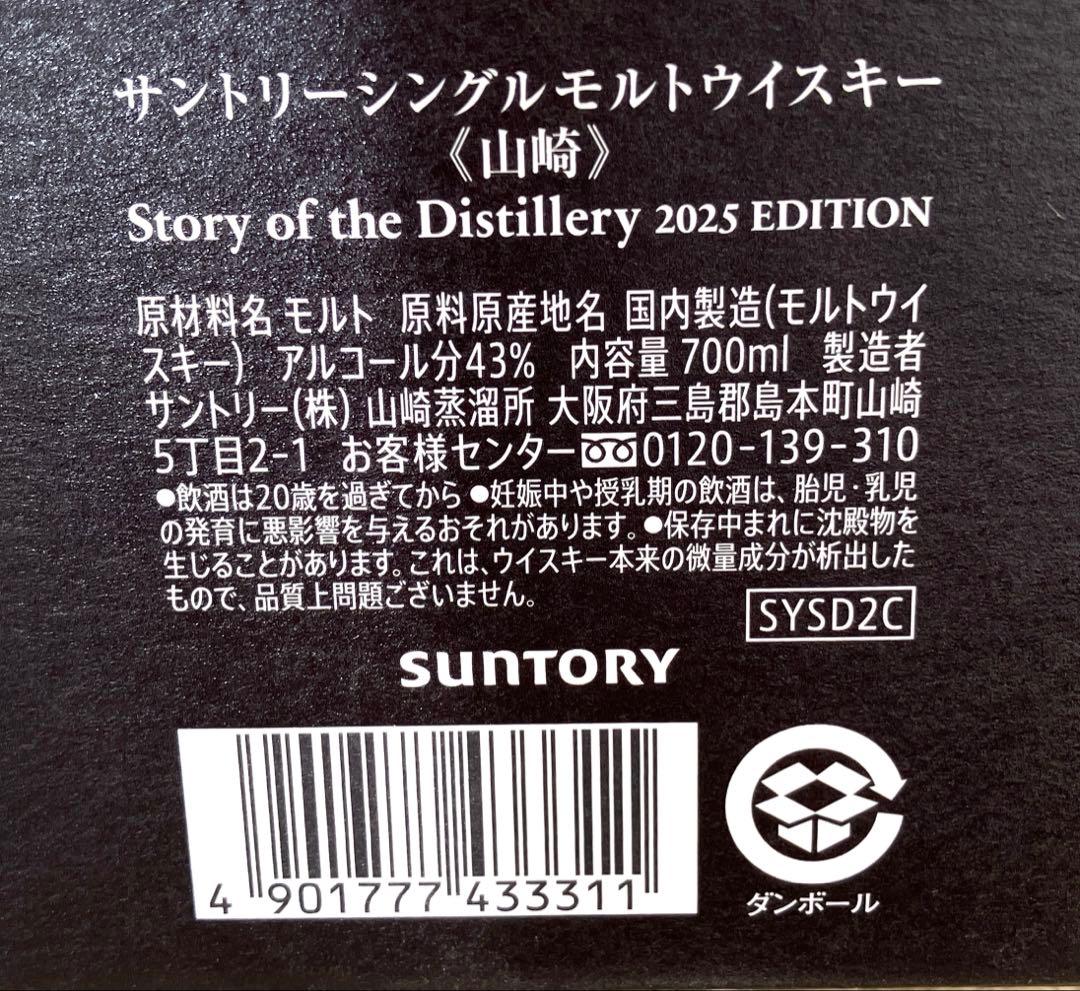 サントリーシングルモルトウイスキー
《山崎》
Story of the Distillery 2025 EDITION
原材料名 モルト 原料原産地名 国内製造(モルトウイ
スキー) アルコール分43% 内容量 700ml 製造者
サントリー(株) 山崎蒸溜所 大阪府三島郡島本町山崎
5丁目2-1 お客様センター 0120-139-310
●飲酒は20歳を過ぎてから ●妊娠中や授乳期の飲酒は、胎児・乳児
の発育に悪影響を与えるおそれがあります。●保存中まれに沈殿物を
生じることがあります。これは、ウイスキー本来の微量成分が析出した
もので、品質上問題ございません。
SYSD2C
SUNTORY
4 901777 433311
ダンボール